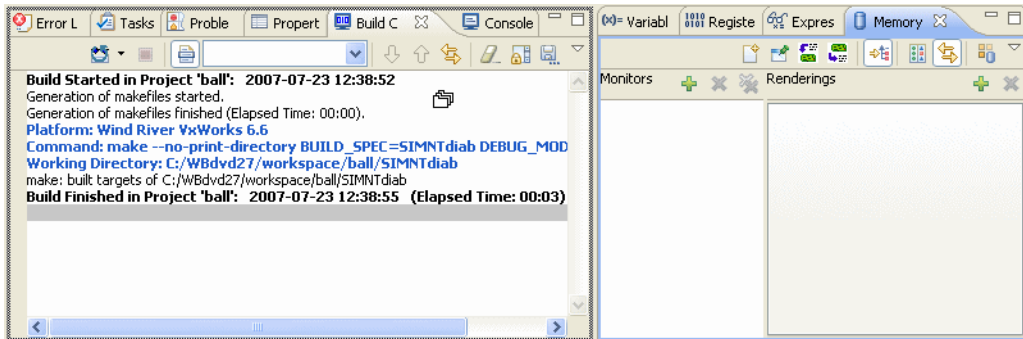 Error L Tasks Proble Propert Build C Console
(x)= Variabl 1010 0101 Registe Expres Memory
Build Started in Project 'ball': 2007-07-23 12:38:52
Generation of makefiles started.
Generation of makefiles finished (Elapsed Time: 00:00).
Platform: Wind River VxWorks 6.6
Command: make --no-print-directory BUILD_SPEC=SIMNTdiab DEBUG_MOD
Working Directory: C:/WBdvd27/workspace/ball/SIMNTdiab
make: built targets of C:/WBdvd27/workspace/ball/SIMNTdiab
Build Finished in Project 'ball': 2007-07-23 12:38:55 (Elapsed Time: 00:03)
Monitors
Renderings